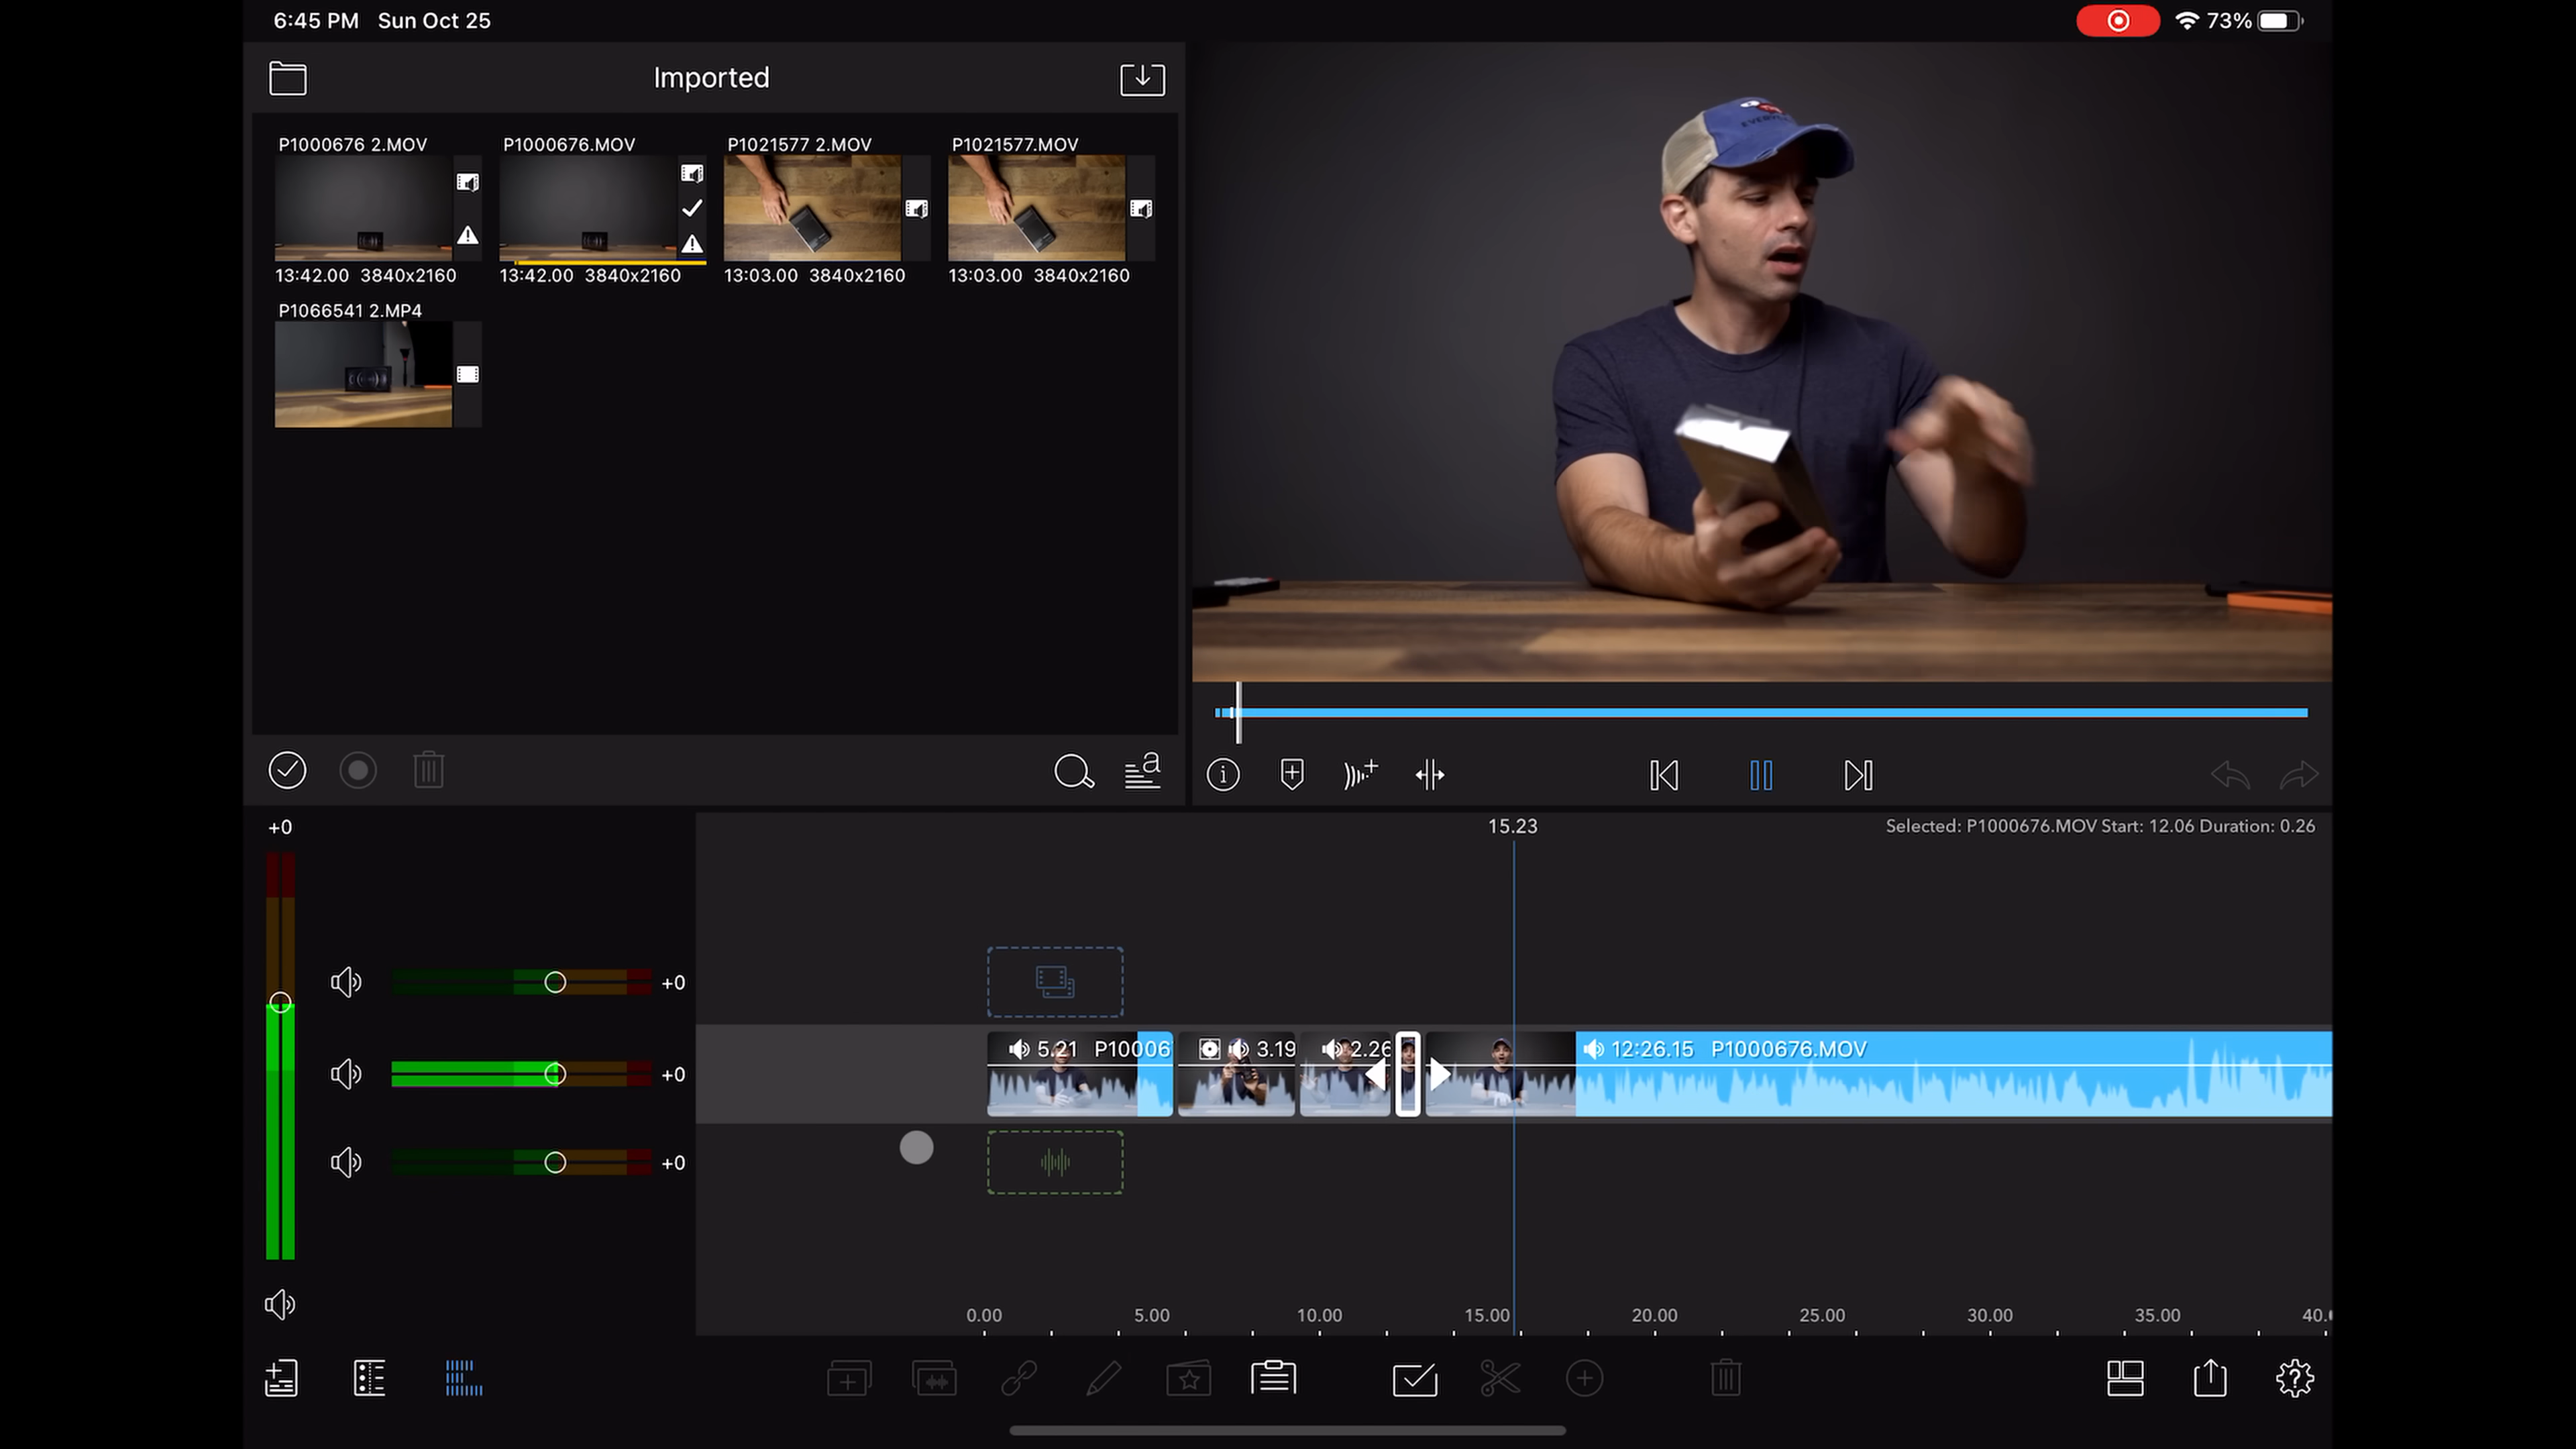 6:45 PM Sun Oct 25
73%
Imported
P1000676 2.MOV
P1000676.MOV
P1021577 2.MOV
P1021577.MOV
13:42.00 3840x2160
13:42.00 3840x2160
13:03.00 3840x2160
13:03.00 3840x2160
P1066541 2.MP4
a
+0
15.23
Selected: P1000676.MOV Start: 12.06 Duration: 0.26
+0
5.21 P10006
3.19
2.26
12:26.15 P1000676.MOV
+0
+0
0.00 5.00 10.00 15.00 20.00 25.00 30.00 35.00 40.